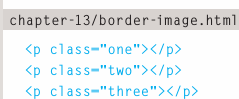 chapter-13/border-image.html
<p class="one"></p>
<p class="two"></p>
<p class="three"></p>